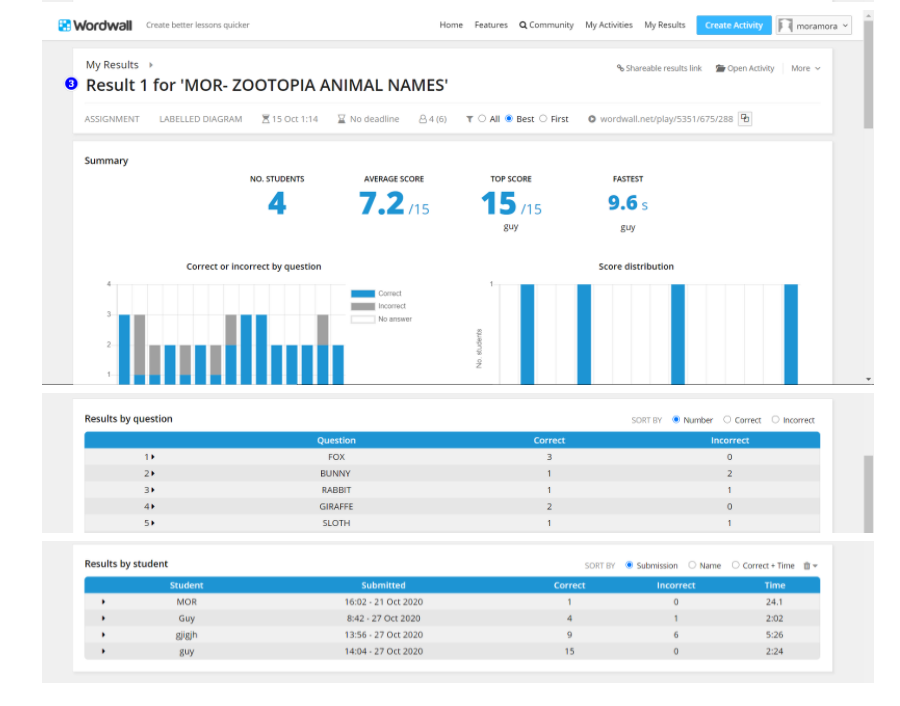 Wordwall Create better lessons quicker Home Features Community My Activities My Results Create Activity moramora
My Results
Shareable results link Open Activity More
3 Result 1 for 'MOR- ZOOTOPIA ANIMAL NAMES'
ASSIGNMENT LABELLED DIAGRAM 15 Oct 1:14 No deadline 4 (6) All Best First wordwall.net/play/5351/675/288
Summary
NO. STUDENTS AVERAGE SCORE TOP SCORE FASTEST
4 7.2 /15 15 /15 9.6 s
guy guy
Correct or incorrect by question
4
3
2
1
Correct
Incorrect
No answer
Score distribution
1
No. students
Results by question SORT BY Number Correct Incorrect
Question Correct Incorrect
1 FOX 3 0
2 BUNNY 1 2
3 RABBIT 1 1
4 GIRAFFE 2 0
5 SLOTH 1 1
Results by student SORT BY Submission Name Correct + Time
Student Submitted Correct Incorrect Time
MOR 16:02 - 21 Oct 2020 1 0 24.1
Guy 8:42 - 27 Oct 2020 4 1 2:02
gjigjh 13:56 - 27 Oct 2020 9 6 5:26
guy 14:04 - 27 Oct 2020 15 0 2:24